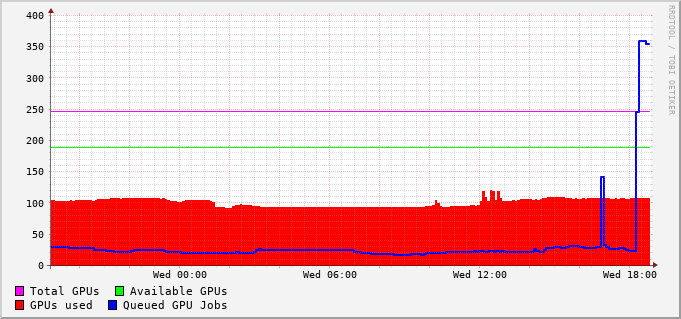 400
350
300
250
200
150
100
50
0
Wed 00:00 Wed 06:00 Wed 12:00 Wed 18:00
Total GPUs Available GPUs
GPUs used Queued GPU Jobs
RRDTOOL / TOBI OETIKER